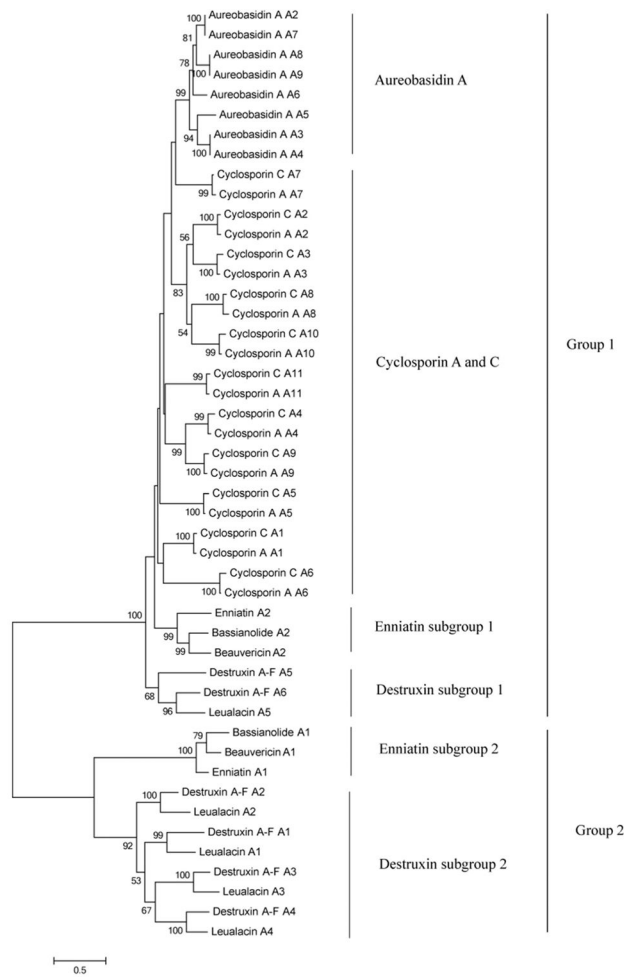 100 Aureobasidin A A2
81 Aureobasidin A A7
78 Aureobasidin A A8
100 Aureobasidin A A9
Aureobasidin A
99 Aureobasidin A A6
Aureobasidin A A5
94 Aureobasidin A A3
100 Aureobasidin A A4
Cyclosporin C A7
99 Cyclosporin A A7
100 Cyclosporin C A2
Cyclosporin A A2
56 Cyclosporin C A3
100 Cyclosporin A A3
83 100 Cyclosporin C A8
Cyclosporin A A8
54 Cyclosporin C A10
Group 1
99 Cyclosporin A A10
Cyclosporin A and C
99 Cyclosporin C A11
Cyclosporin A A11
99 Cyclosporin C A4
Cyclosporin A A4
99 Cyclosporin C A9
100 Cyclosporin A A9
Cyclosporin C A5
100 Cyclosporin A A5
100 Cyclosporin C A1
Cyclosporin A A1
Cyclosporin C A6
100 Cyclosporin A A6
100 Enniatin A2
Enniatin subgroup 1
99 Bassianolide A2
99 Beauvericin A2
Destruxin A-F A5
68 Destruxin A-F A6
Destruxin subgroup 1
96 Leualacin A5
79 Bassianolide A1
100 Beauvericin A1
Enniatin subgroup 2
Enniatin A1
100 Destruxin A-F A2
Leualacin A2
Group 2
92 99 Destruxin A-F A1
Leualacin A1
53 100 Destruxin A-F A3
Destruxin subgroup 2
Leualacin A3
67 Destruxin A-F A4
100 Leualacin A4
0.5